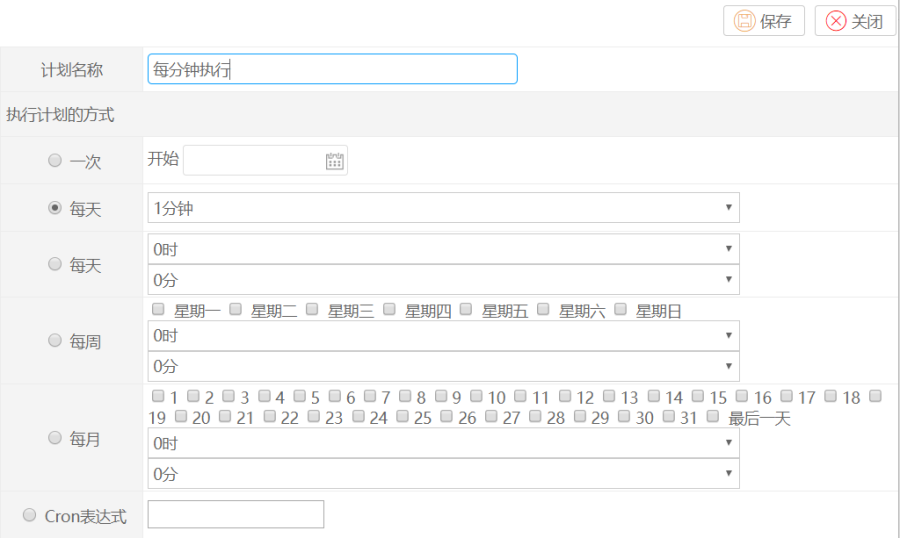 保存 关闭
计划名称 每分钟执行
执行计划的方式
一次 开始
每天 1分钟
每天 0时
0分
星期一 星期二 星期三 星期四 星期五 星期六 星期日
每周 0时
0分
1 2 3 4 5 6 7 8 9 10 11 12 13 14 15 16 17 18
19 20 21 22 23 24 25 26 27 28 29 30 31 最后一天
每月 0时
0分
Cron表达式